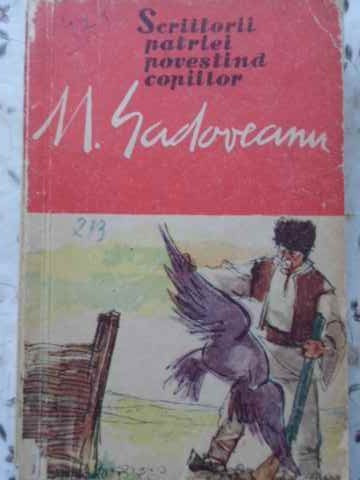 Scriitorii
patriei
povestind
copiilor
M. Sadoveanu
213